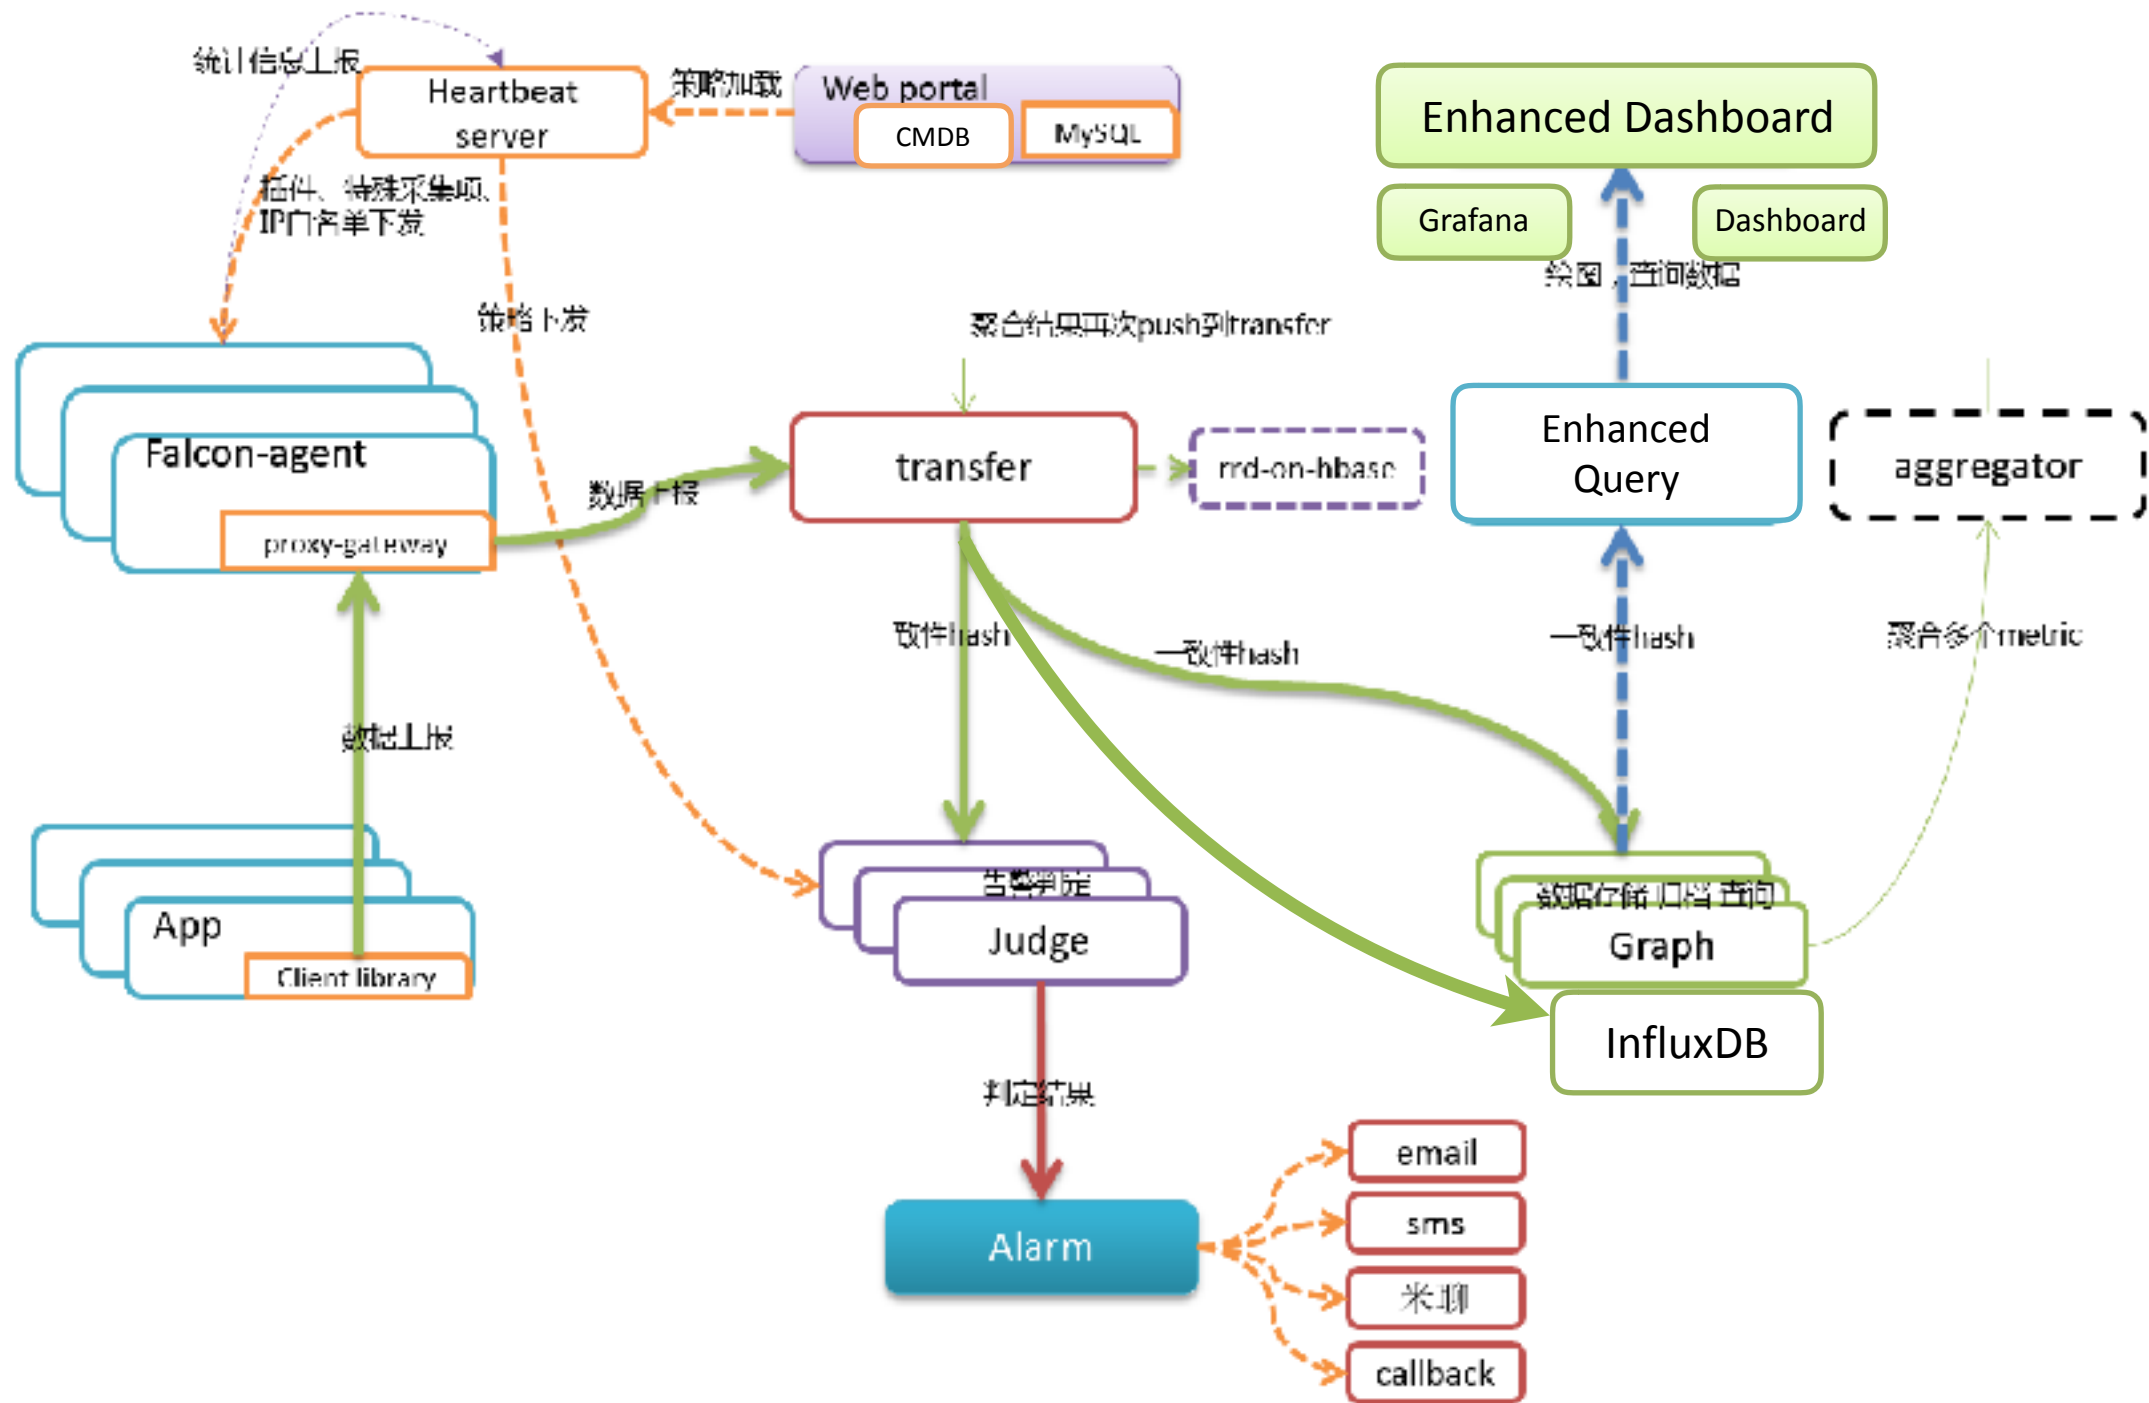 统计信息上报
Heartbeat
server
策略加载
Web portal
CMDB
MySQL
Enhanced Dashboard
Grafana
Dashboard
绘图，查询数据
插件、特殊采集项、
IP白名单下发
策略下发
聚合结果再次push到transfer
Falcon-agent
proxy-gateway
数据上报
transfer
rrd-on-hbase
Enhanced
Query
aggregator
致性hash
一致性hash
一致性hash
聚合多个metric
数据上报
App
Client library
告警判定
Judge
数据存储 归档 查询
Graph
InfluxDB
判定结果
Alarm
email
sms
米聊
callback